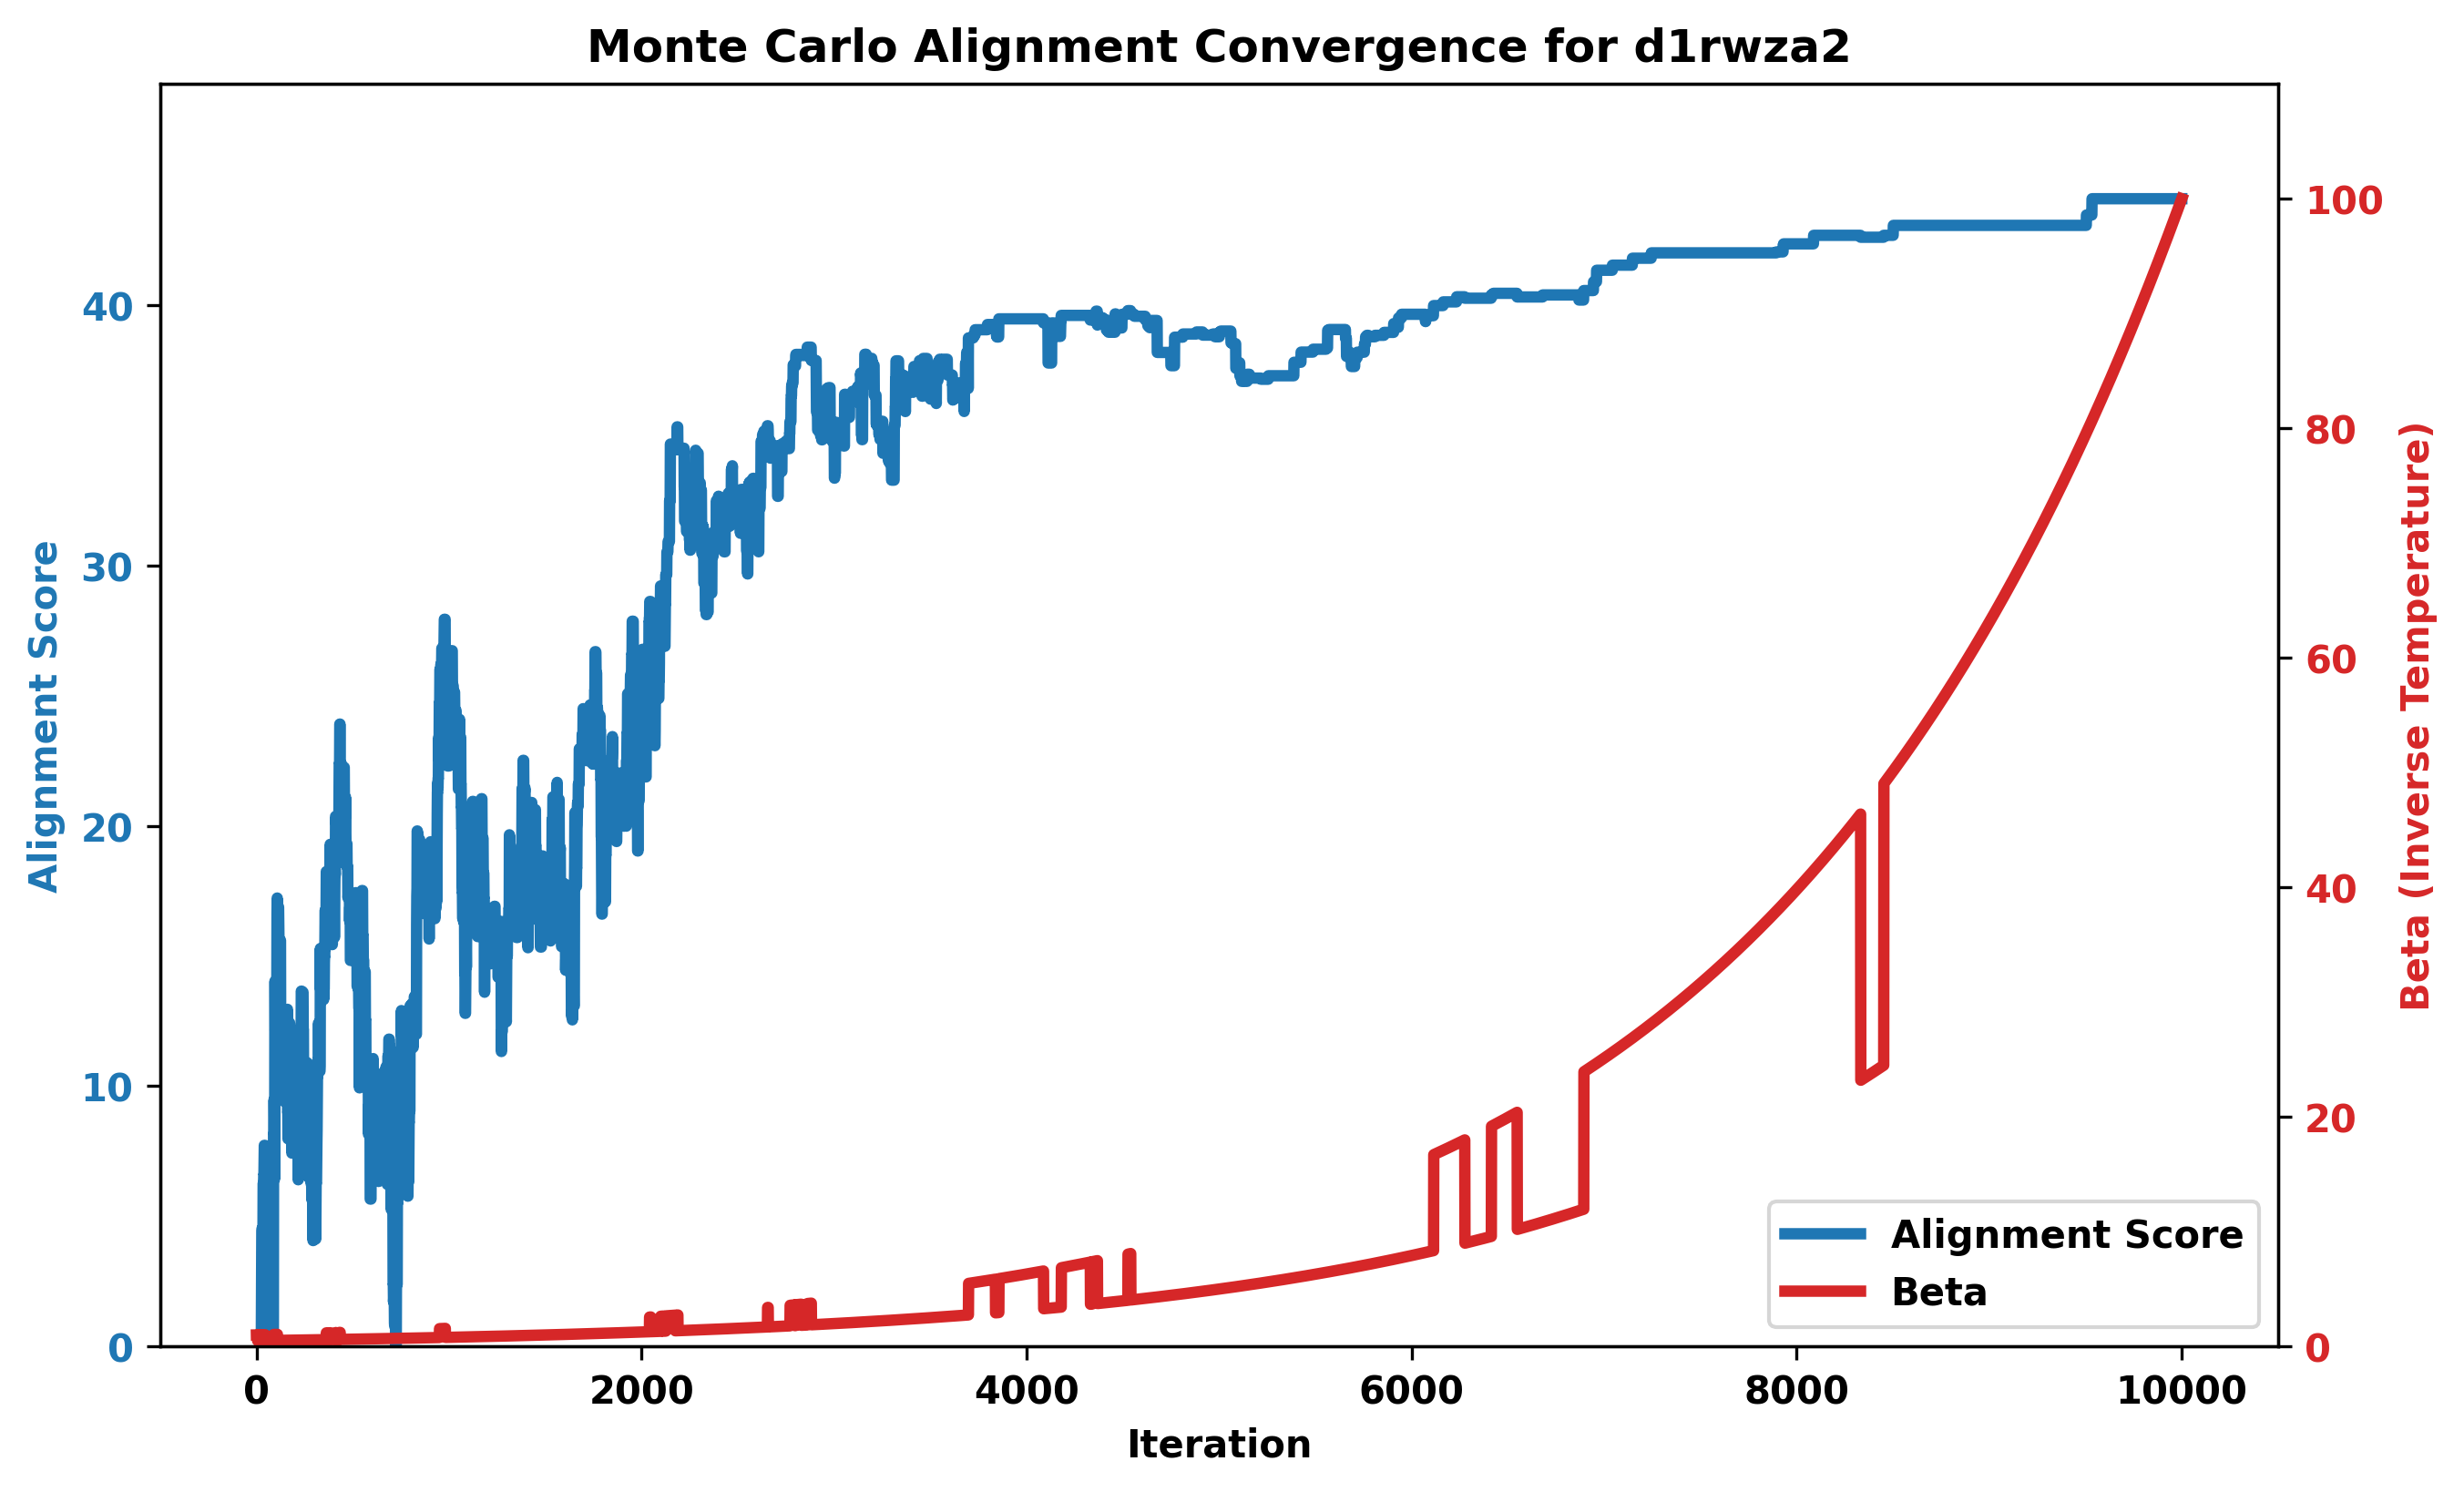 Monte Carlo Alignment Convergence for d1rwza2
Alignment Score
40
30
20
10
0
100
80
60
40
20
0
Beta (Inverse Temperature)
Alignment Score
Beta
0 2000 4000 6000 8000 10000
Iteration